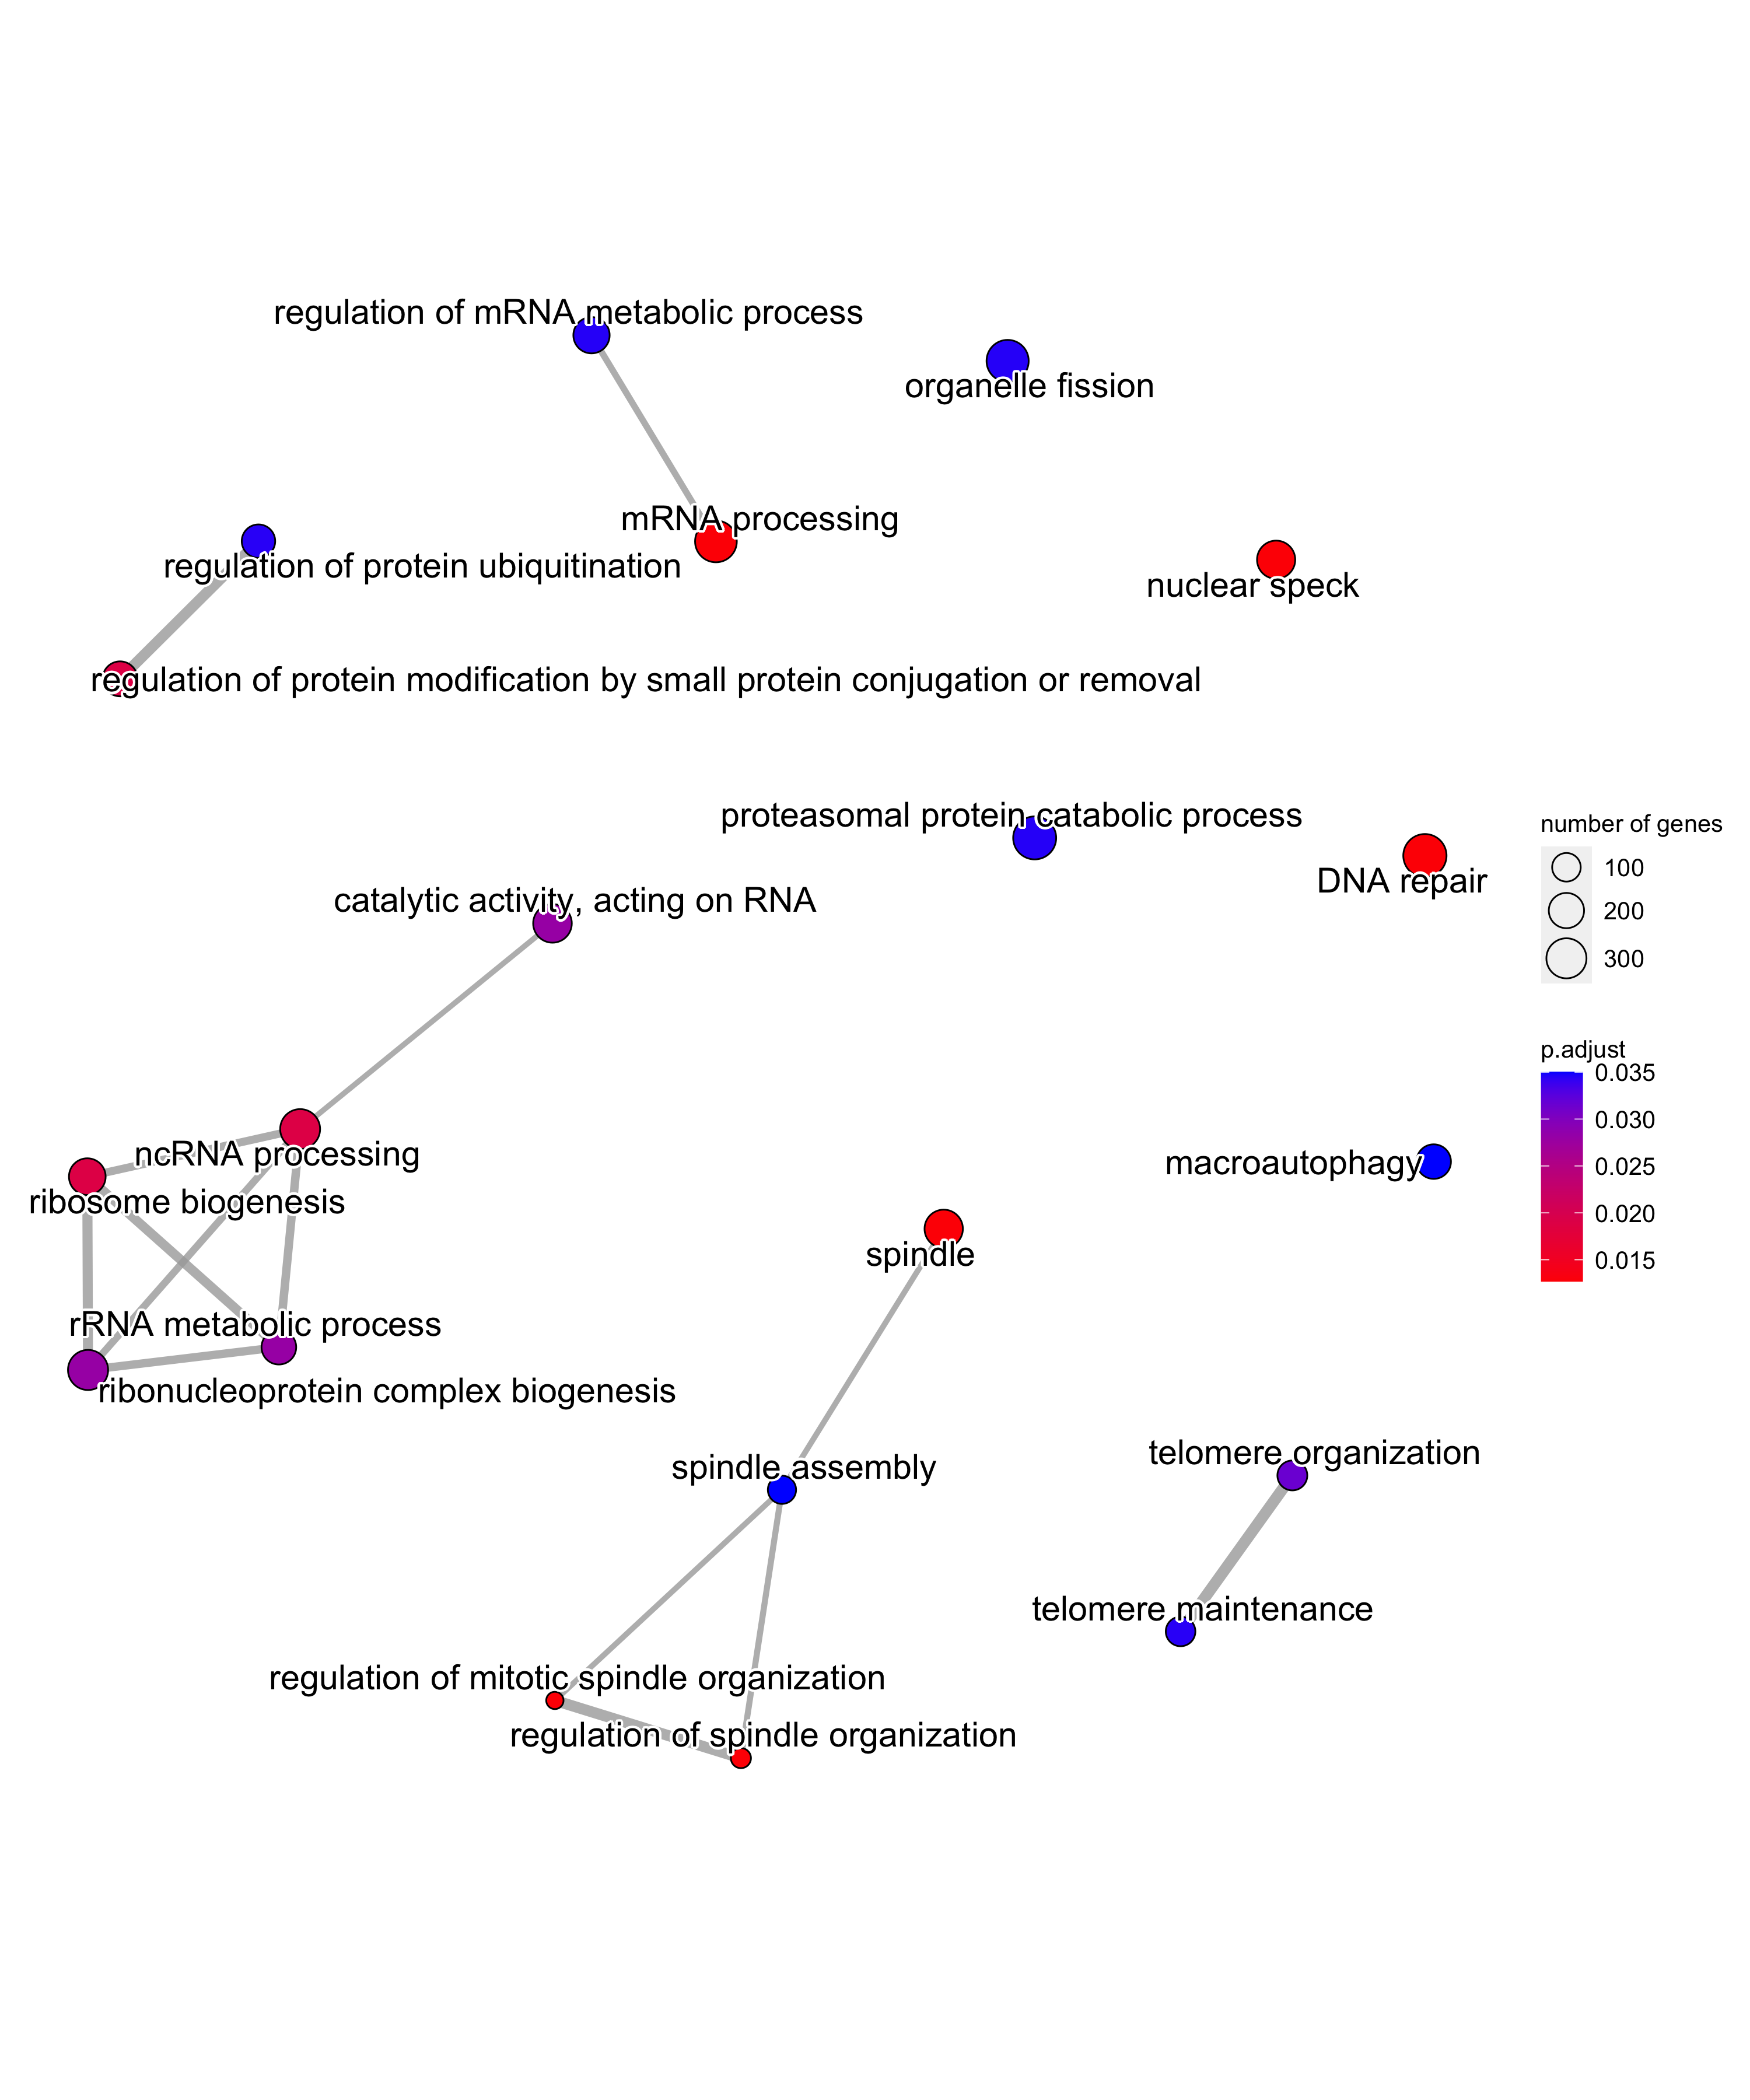 regulation of mRNA metabolic process
organelle fission
mRNA processing
regulation of protein ubiquitination
nuclear speck
regulation of protein modification by small protein conjugation or removal
proteasomal protein catabolic process
DNA repair
catalytic activity, acting on RNA
ncRNA processing
ribosome biogenesis
macroautophagy
spindle
rRNA metabolic process
ribonucleoprotein complex biogenesis
spindle assembly
telomere organization
telomere maintenance
regulation of mitotic spindle organization
regulation of spindle organization
number of genes
100
200
300
p.adjust
0.035
0.030
0.025
0.020
0.015